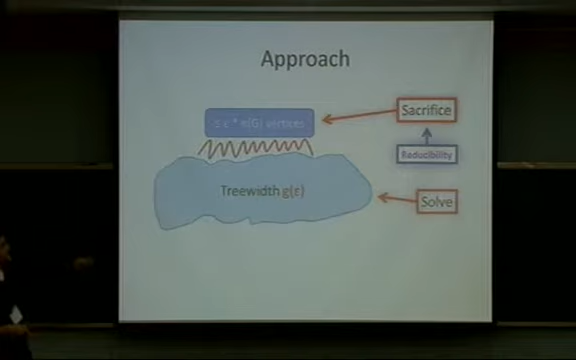 Approach
≤ ε * π(G) vertices
Sacrifice
Reducibility
Treewidth g(ε)
Solve